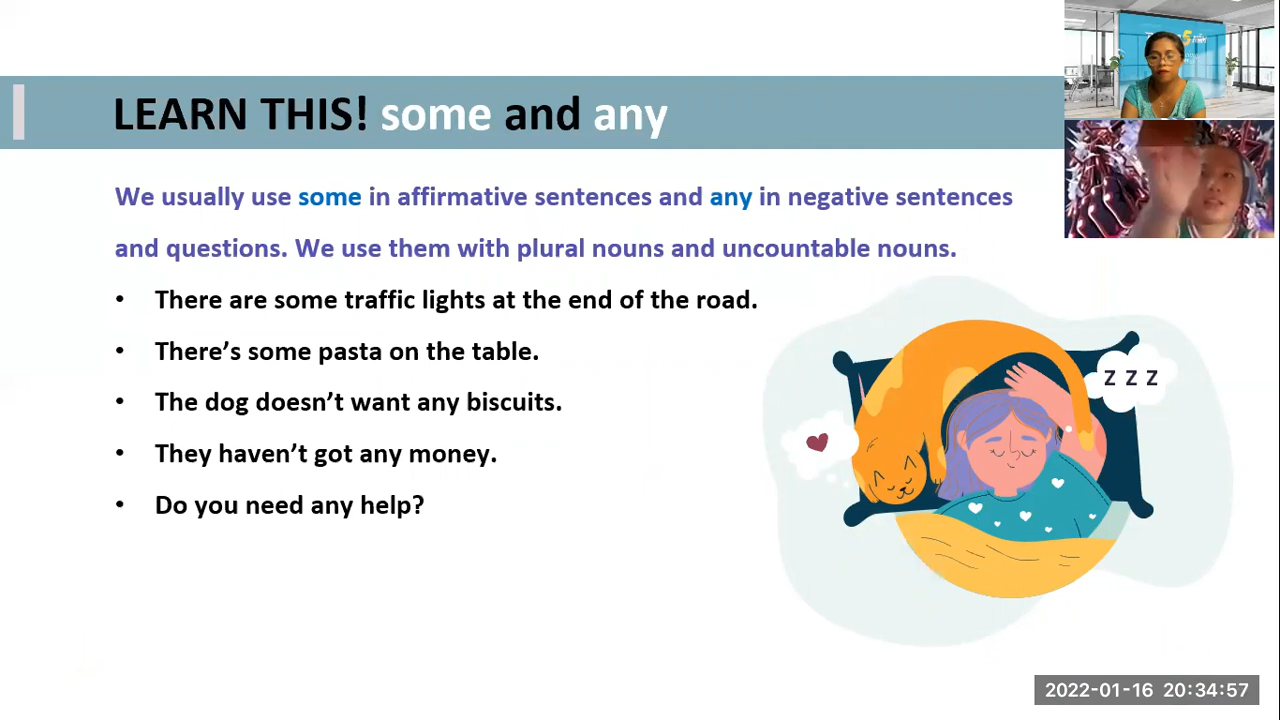 LEARN THIS! some and any
We usually use some in affirmative sentences and any in negative sentences
and questions. We use them with plural nouns and uncountable nouns.
• There are some traffic lights at the end of the road.
• There’s some pasta on the table.
• The dog doesn’t want any biscuits.
• They haven’t got any money.
• Do you need any help?
Z Z Z
2022-01-16 20:34:57